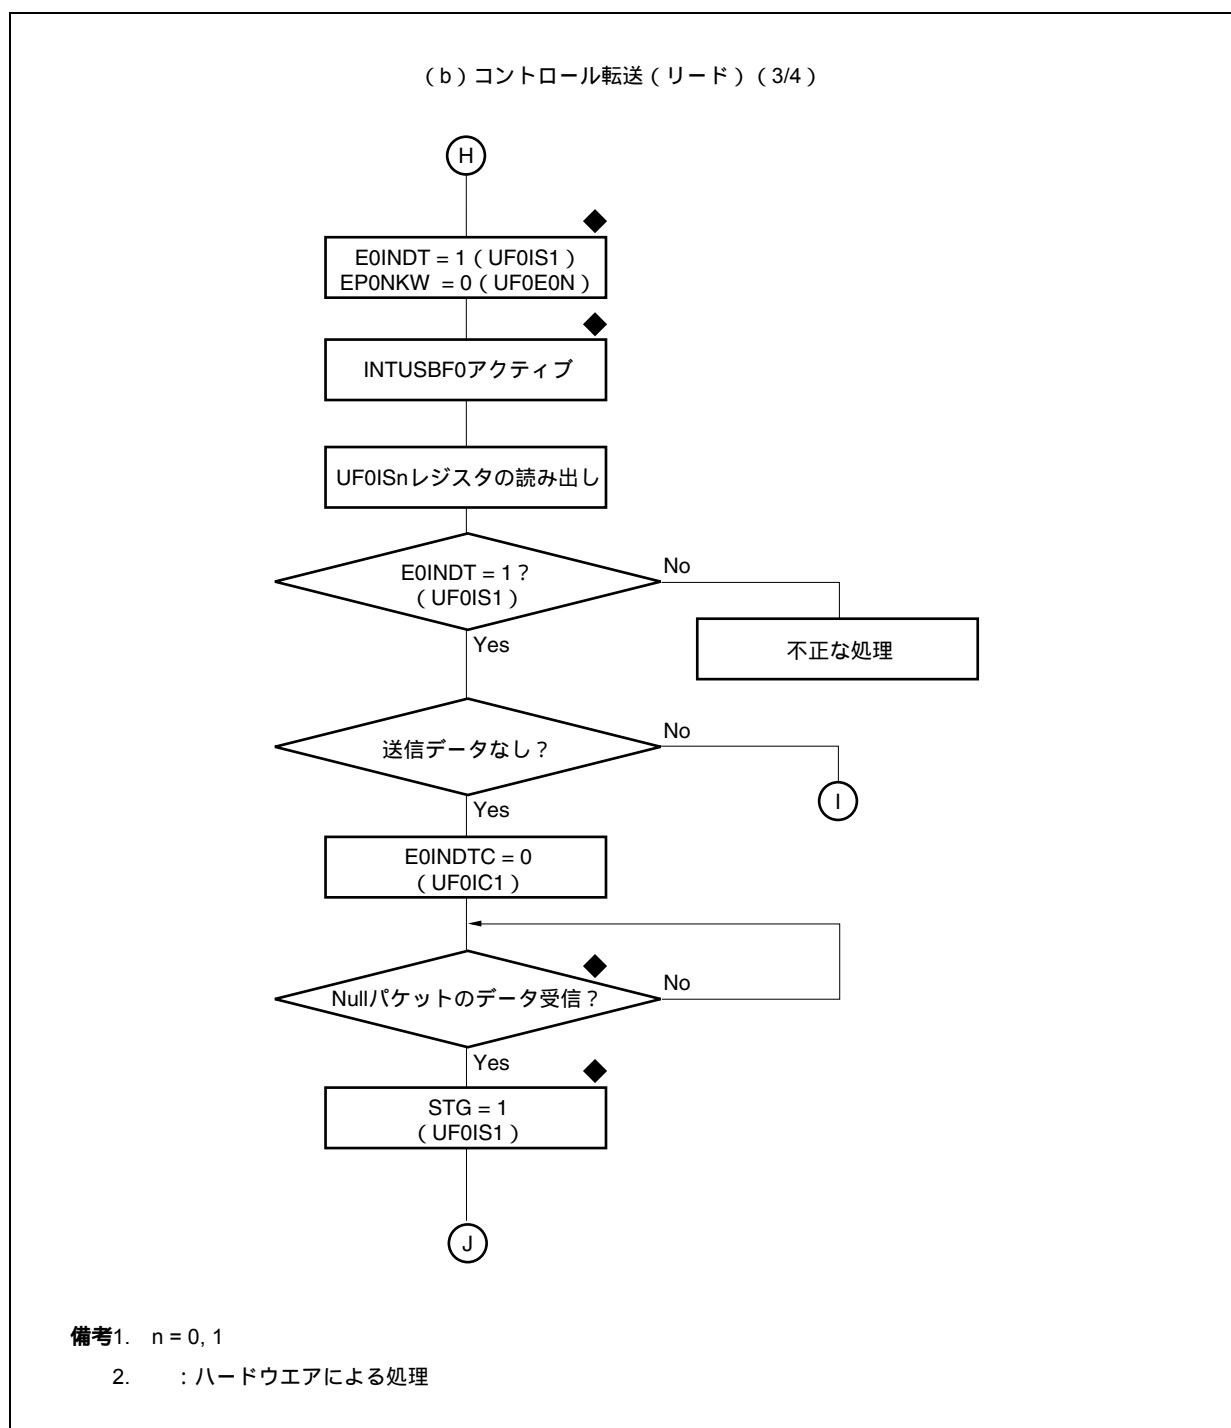 （b）コントロール転送（リード）（3/4）
H
E0INDT = 1（UF0IS1）
EP0NKW = 0（UF0E0N）
INTUSBF0アクティブ
UF0ISnレジスタの読み出し
E0INDT = 1？
（UF0IS1）
No
不正な処理
Yes
送信データなし？
No
I
Yes
E0INDTC = 0
（UF0IC1）
Nullパケットのデータ受信？
No
Yes
STG = 1
（UF0IS1）
J
備考1. n = 0, 1
2. ：ハードウエアによる処理